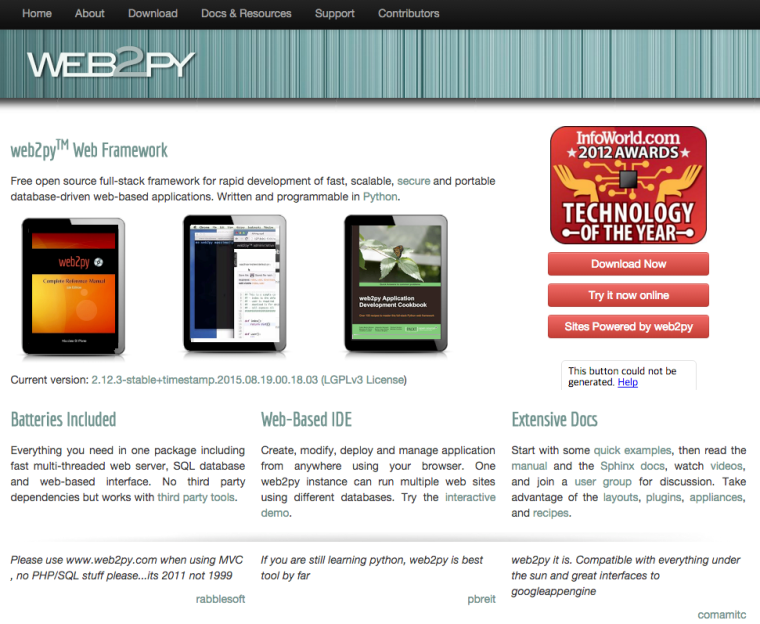 Home About Download Docs & Resources Support Contributors
WEB2PY
web2py™ Web Framework
Free open source full-stack framework for rapid development of fast, scalable, secure and portable
database-driven web-based applications. Written and programmable in Python.
web2py
Complete Reference Manual
web2py Application
Development Cookbook
InfoWorld.com
2012 AWARDS
TECHNOLOGY
OF THE YEAR
Download Now
Try it now online
Sites Powered by web2py
This button could not be
generated. Help
Current version: 2.12.3-stable+timestamp.2015.08.19.00.18.03 (LGPLv3 License)
Batteries Included
Everything you need in one package including
fast multi-threaded web server, SQL database
and web-based interface. No third party
dependencies but works with third party tools.
Web-Based IDE
Create, modify, deploy and manage application
from anywhere using your browser. One
web2py instance can run multiple web sites
using different databases. Try the interactive
demo.
Extensive Docs
Start with some quick examples, then read the
manual and the Sphinx docs, watch videos,
and join a user group for discussion. Take
advantage of the layouts, plugins, appliances,
and recipes.
Please use www.web2py.com when using MVC
, no PHP/SQL stuff please...its 2011 not 1999
rabblesoft
If you are still learning python, web2py is best
tool by far
pbreit
web2py it is. Compatible with everything under
the sun and great interfaces to
googleappengine
comamitc